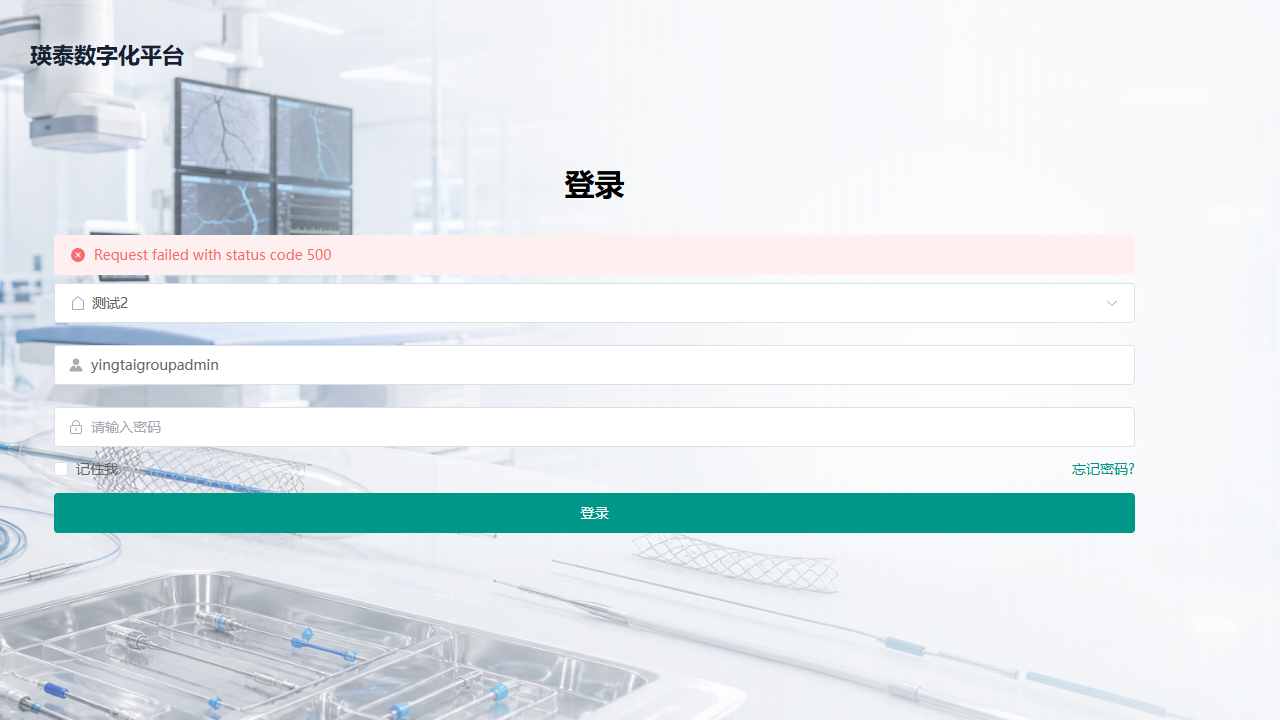 瑛泰数字化平台
登录
Request failed with status code 500
测试2
yingtaigroupadmin
请输入密码
记住我
忘记密码?
登录